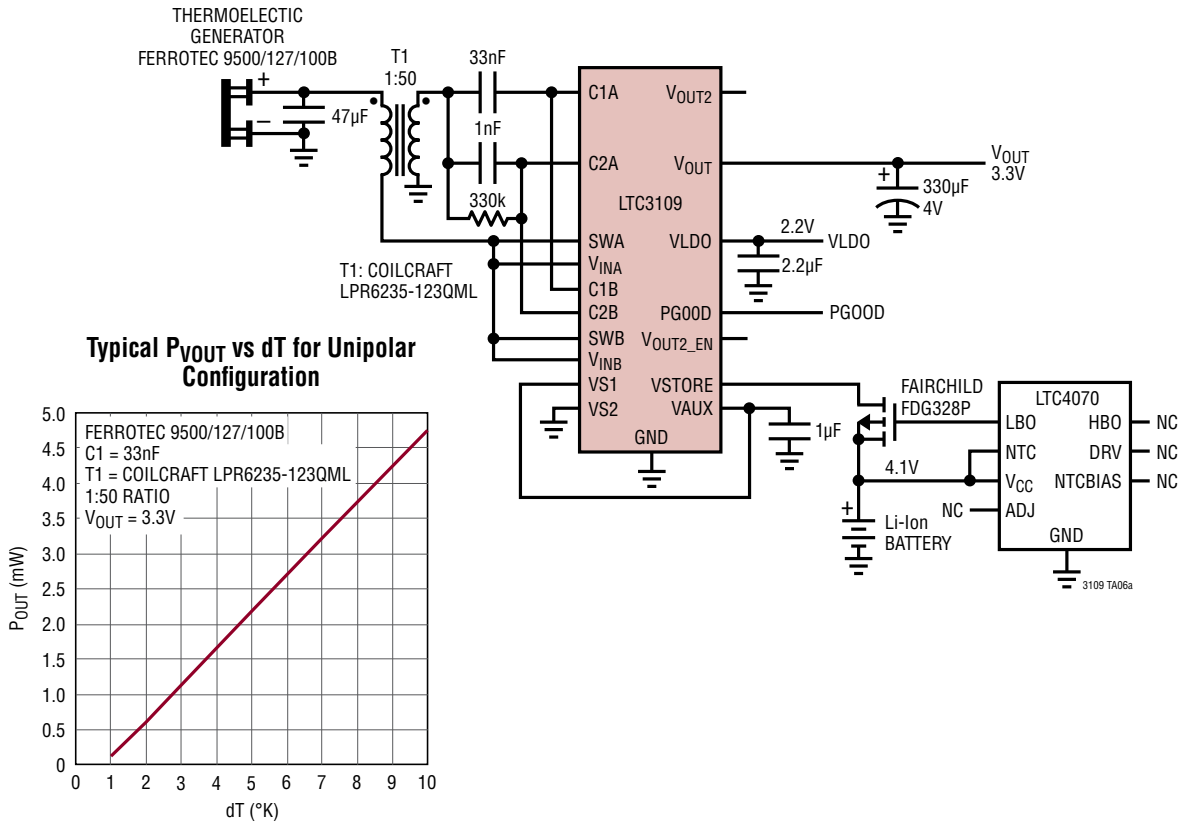 THERMOELECTIC
GENERATOR
FERROTEC 9500/127/100B
+
–
47µF
T1
1:50
33nF
1nF
330k
T1: COILCRAFT
LPR6235-123QML
C1A
C2A
SWA
VINA
C1B
C2B
SWB
VINB
VS1
VS2
LTC3109
GND
VOUT2
VOUT
VLDO
PG00D
VOUT2_EN
VSTORE
VAUX
VOUT
3.3V
+
330µF
4V
2.2V
VLDO
2.2µF
PGOOD
1µF
FAIRCHILD
FDG328P
4.1V
+
Li-Ion
BATTERY
NC
LTC4070
LBO
NTC
VCC
ADJ
HBO
DRV
NTCBIAS
GND
NC
NC
NC
3109 TA06a
Typical PVOUT vs dT for Unipolar
Configuration
FERROTEC 9500/127/100B
C1 = 33nF
T1 = COILCRAFT LPR6235-123QML
1:50 RATIO
VOUT = 3.3V
POUT (mW)
5.0
4.5
4.0
3.5
3.0
2.5
2.0
1.5
1.0
0.5
0
0 1 2 3 4 5 6 7 8 9 10
dT (°K)